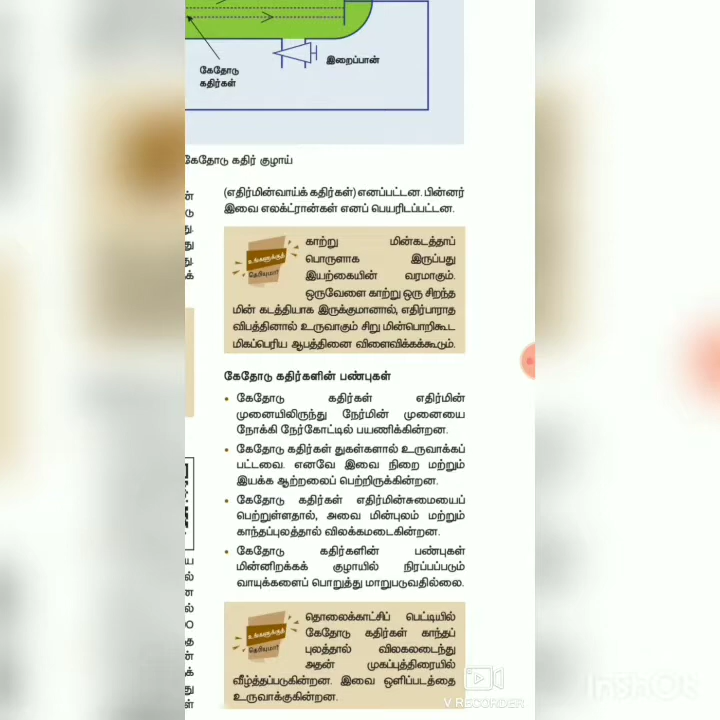 கேதோடு
கதிர்கள்
இறைப்பான்
கேதோடு கதிர் குழாய்
(எதிர்மின்வாய்க் கதிர்கள்) எனப்பட்டன. பின்னர்
இவை எலக்ட்ரான்கள் எனப் பெயரிடப்பட்டன.
உங்களுக்குத்
தெரியுமா?
காற்று மின்கடத்தாப்
பொருளாக இருப்பது
இயற்கையின் வரமாகும்.
ஒருவேளை காற்று ஒரு சிறந்த
மின் கடத்தியாக இருக்குமானால், எதிர்பாராத
விபத்தினால் உருவாகும் சிறு மின்பொறிகூட
மிகப்பெரிய ஆபத்தினை விளைவிக்கக்கூடும்.
கேதோடு கதிர்களின் பண்புகள்
• கேதோடு கதிர்கள் எதிர்மின்
முனையிலிருந்து நேர்மின் முனையை
நோக்கி நேர்கோட்டில் பயணிக்கின்றன.
• கேதோடு கதிர்கள் துகள்களால் உருவாக்கப்
பட்டவை. எனவே இவை நிறை மற்றும்
இயக்க ஆற்றலைப் பெற்றிருக்கின்றன.
• கேதோடு கதிர்கள் எதிர்மின்சுமையைப்
பெற்றுள்ளதால், அவை மின்புலம் மற்றும்
காந்தப்புலத்தால் விலக்கமடைகின்றன.
• கேதோடு கதிர்களின் பண்புகள்
மின்னிறக்கக் குழாயில் நிரப்பப்படும்
வாயுக்களைப் பொறுத்து மாறுபடுவதில்லை.
உங்களுக்குத்
தெரியுமா?
தொலைக்காட்சிப் பெட்டியில்
கேதோடு கதிர்கள் காந்தப்
புலத்தால் விலகலடைந்து
அதன் முகப்புத்திரையில்
வீழ்த்தப்படுகின்றன. இவை ஒளிப்படத்தை
உருவாக்குகின்றன.
V RECORDER
InShOt